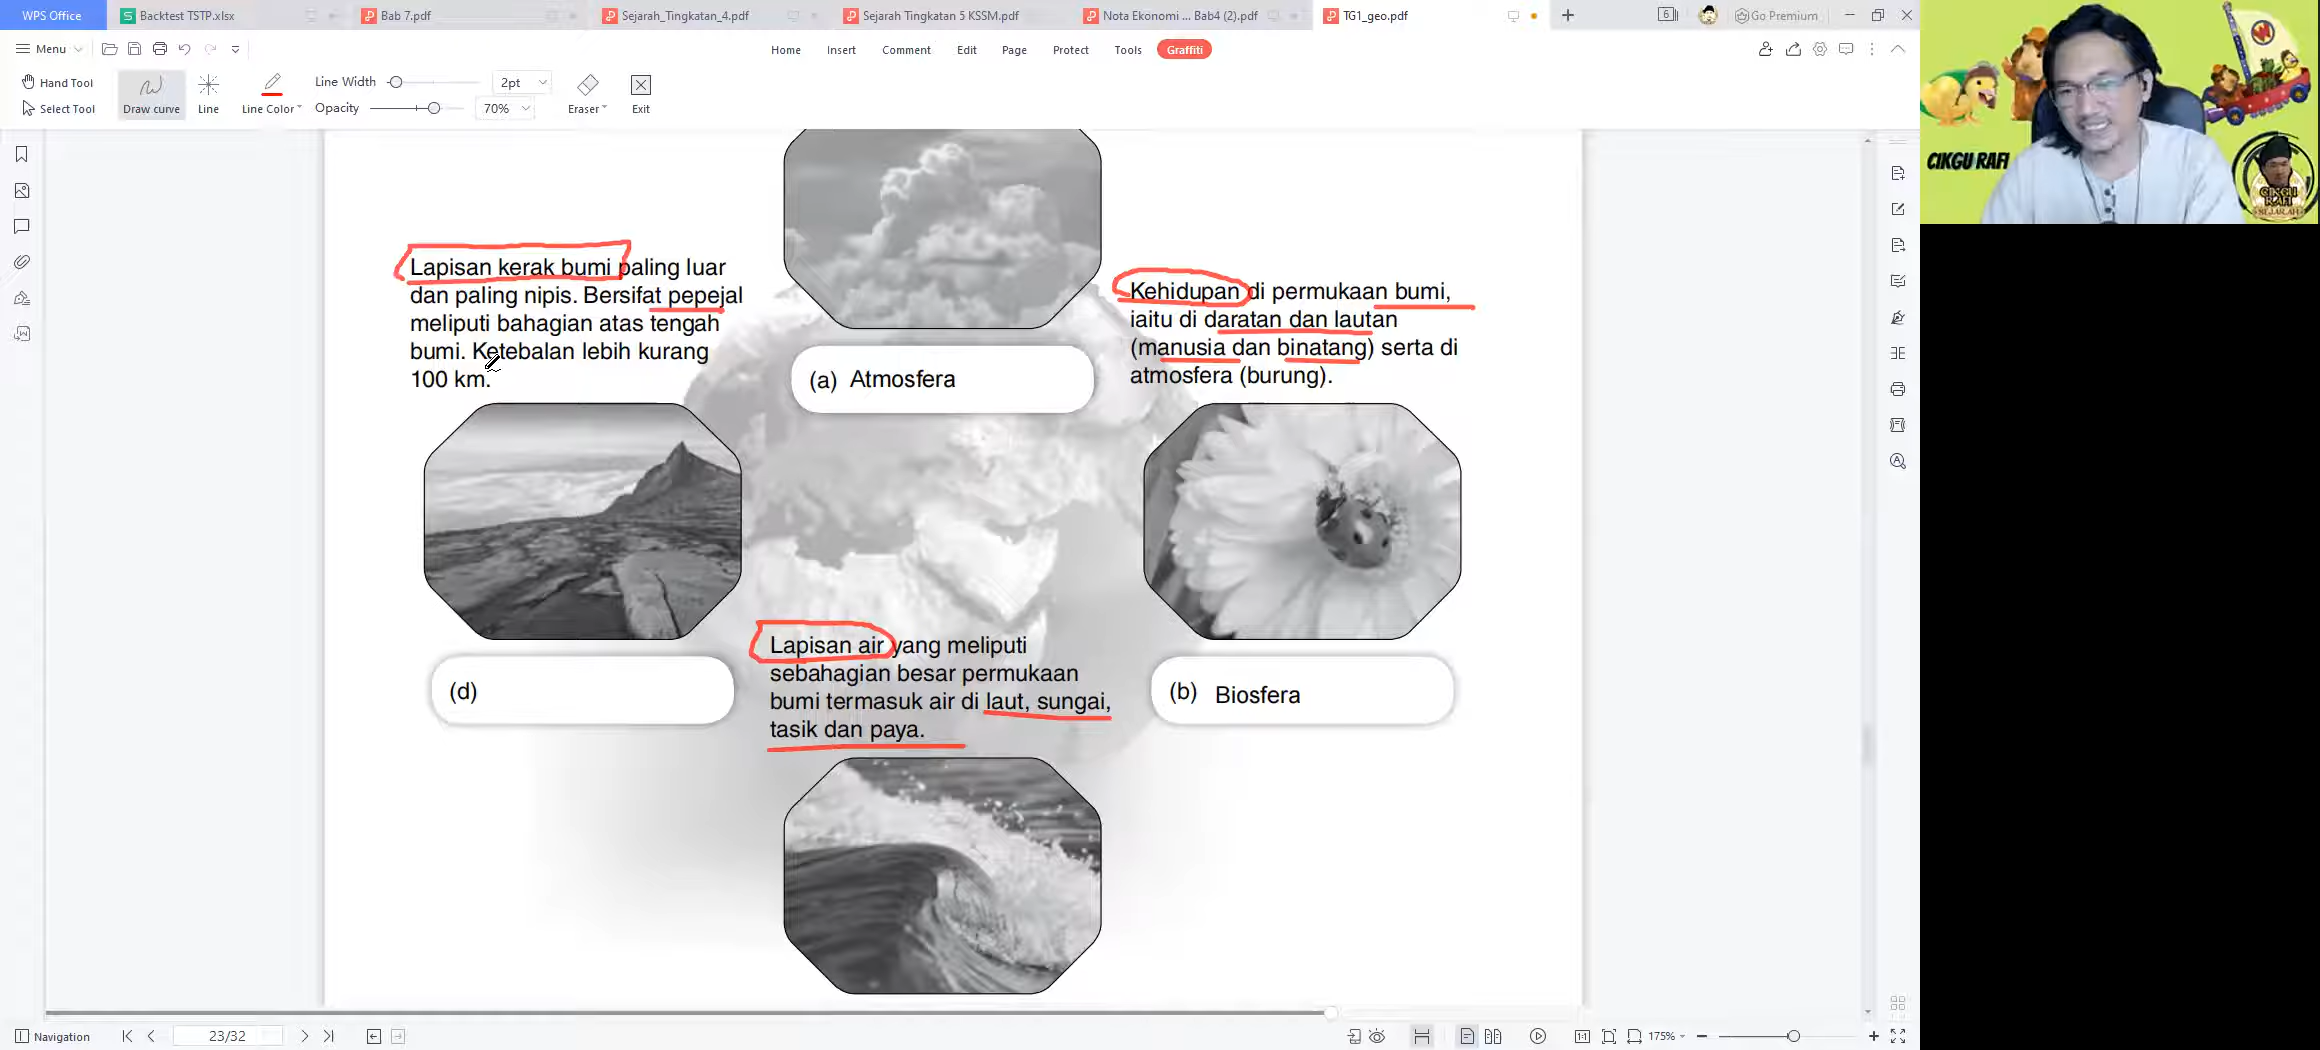 WPS Office
Backtest TSTP.xlsx
Bab 7.pdf
Sejarah_Tingkatan_4.pdf
Sejarah Tingkatan 5 KSSM.pdf
Nota Ekonomi ... Bab4 (2).pdf
TG1_geo.pdf
Go Premium
Menu
Home
Insert
Comment
Edit
Page
Protect
Tools
Graffiti
Hand Tool
Select Tool
Draw curve
Line
Line Color
Line Width
2pt
Opacity
70%
Eraser
Exit
CIKGU RAFI
CIKGU
RAFI
SEJARAH
Lapisan kerak bumi paling luar
dan paling nipis. Bersifat pepejal
meliputi bahagian atas tengah
bumi. Ketebalan lebih kurang
100 km.
(a) Atmosfera
Kehidupan di permukaan bumi,
iaitu di daratan dan lautan
(manusia dan binatang) serta di
atmosfera (burung).
(d)
Lapisan air yang meliputi
sebahagian besar permukaan
bumi termasuk air di laut, sungai,
tasik dan paya.
(b) Biosfera
Navigation
23/32
175%